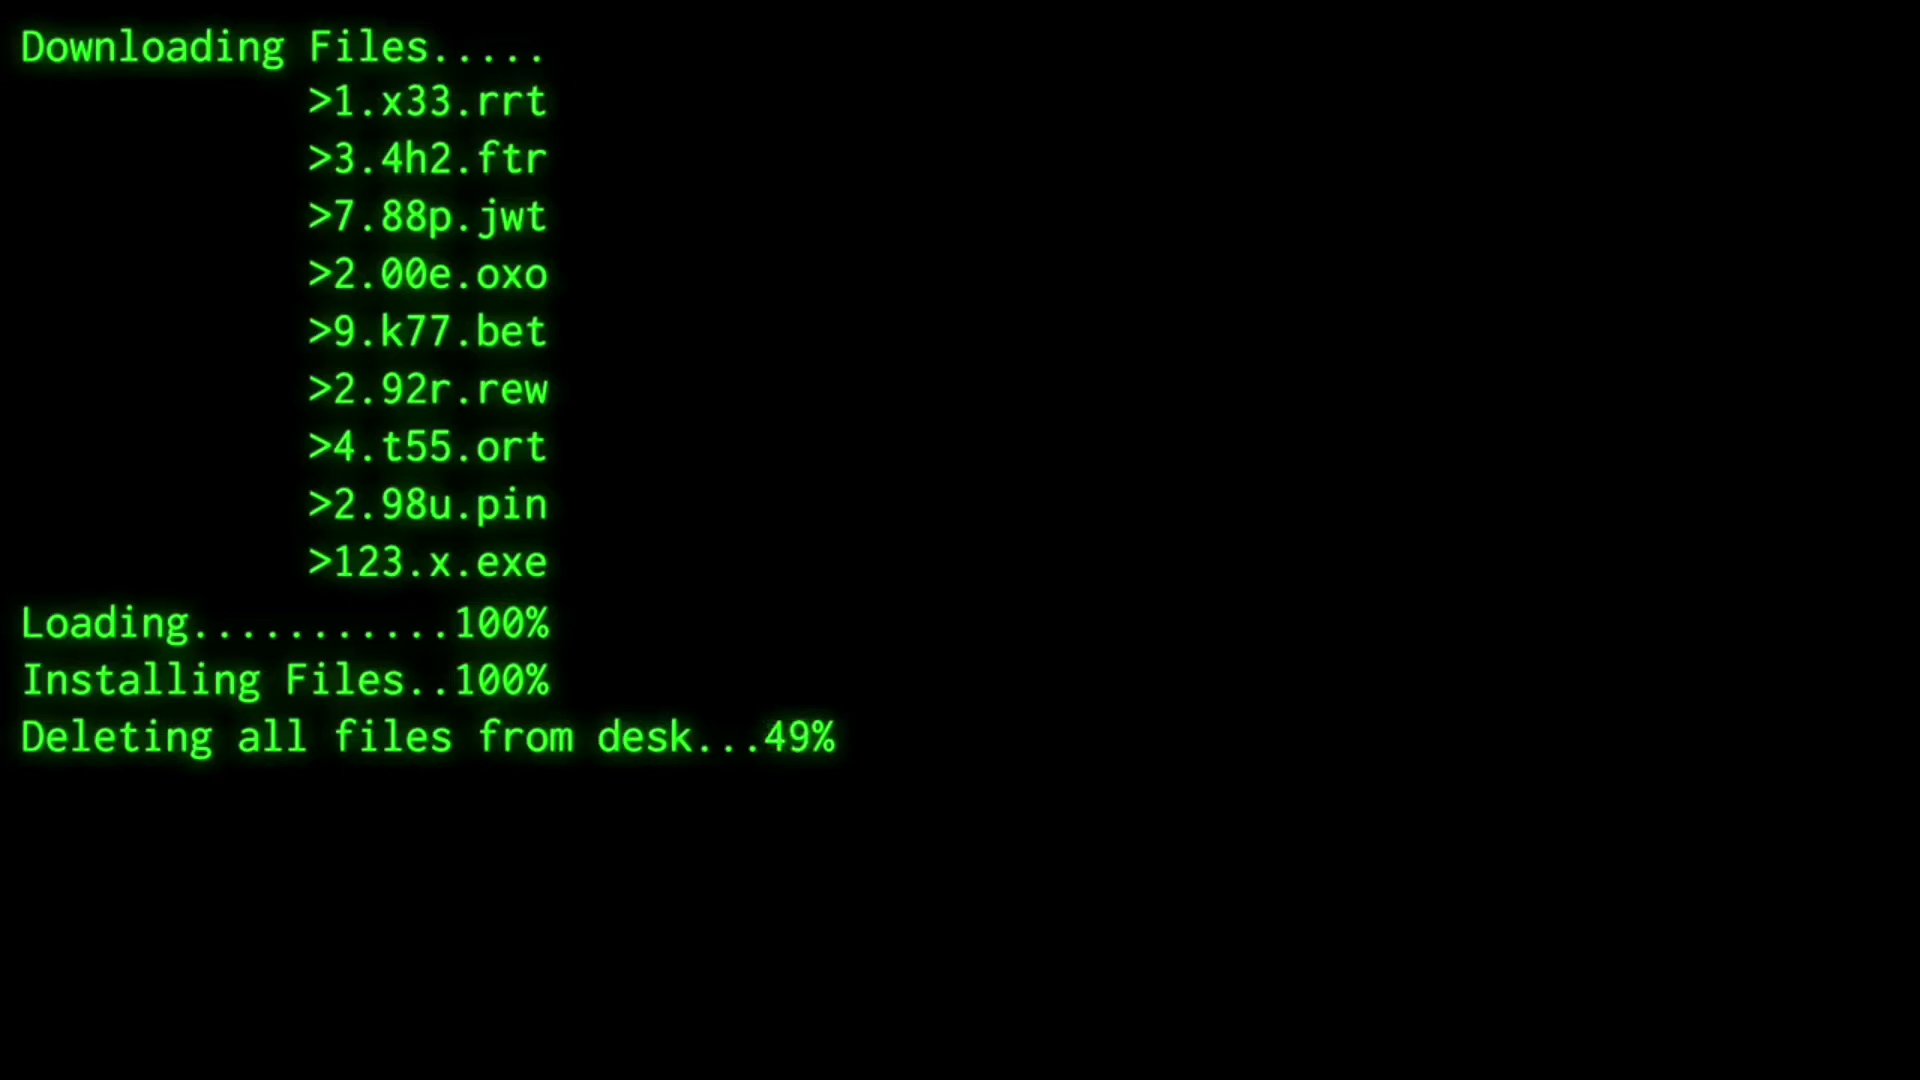 Downloading Files.....
>1.x33.rrt
>3.4h2.ftr
>7.88p.jwt
>2.00e.oxo
>9.k77.bet
>2.92r.rew
>4.t55.ort
>2.98u.pin
>123.x.exe
Loading...........100%
Installing Files..100%
Deleting all files from desk...49%